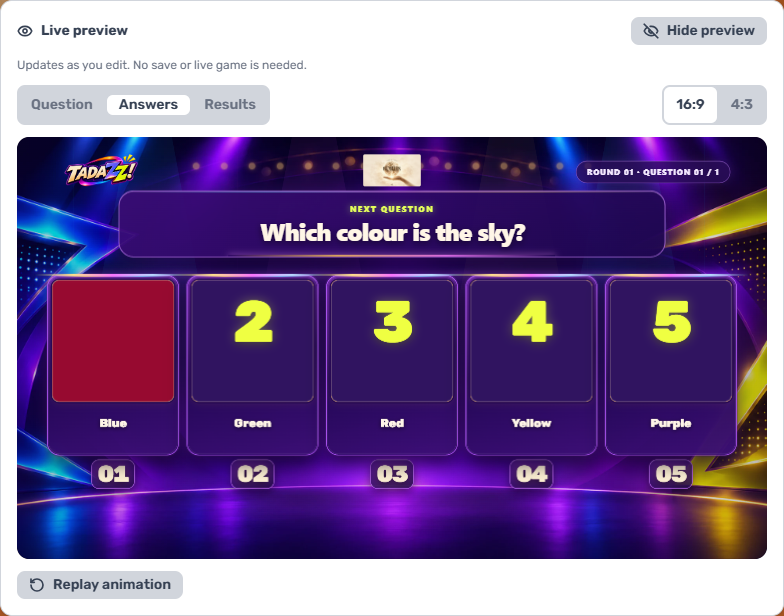 Live preview
Hide preview
Updates as you edit. No save or live game is needed.
Question Answers Results
16:9 4:3
TADAZZ!
ROUND 01 · QUESTION 01 / 1
NEXT QUESTION
Which colour is the sky?
2 3 4 5
Blue Green Red Yellow Purple
01 02 03 04 05
Replay animation